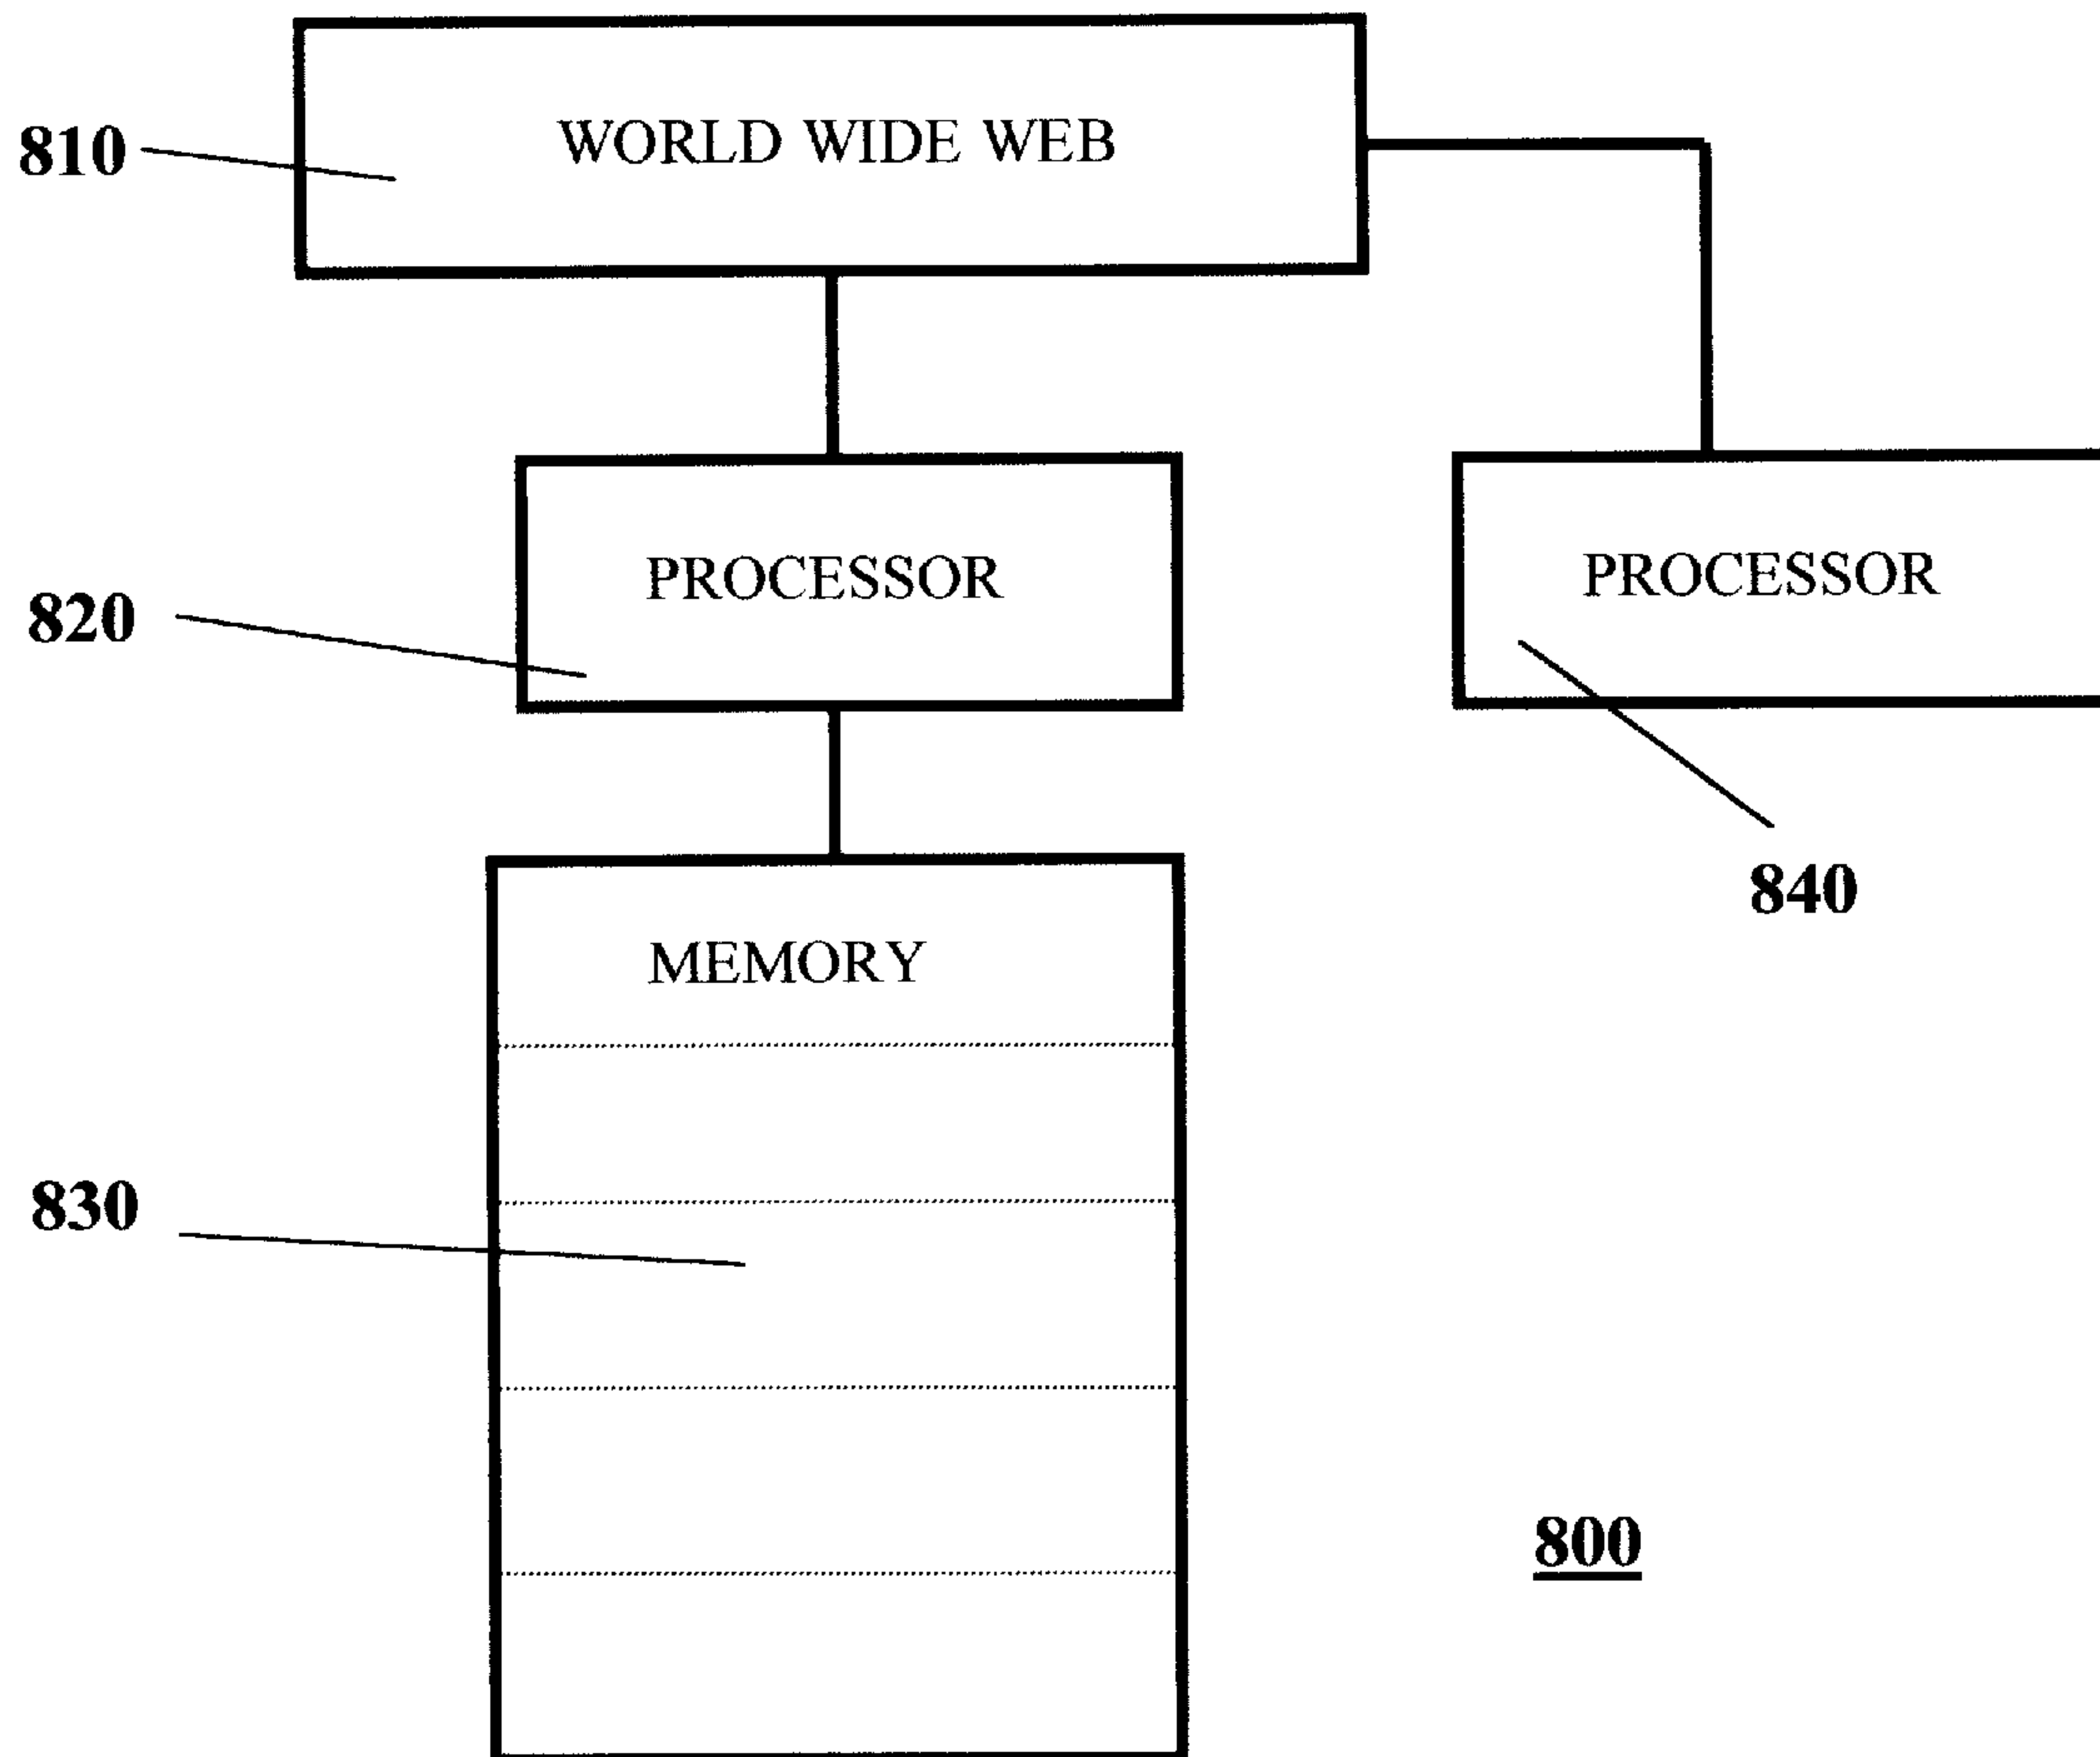 WORLD WIDE WEB
810
PROCESSOR
PROCESSOR
820
840
MEMORY
830
800